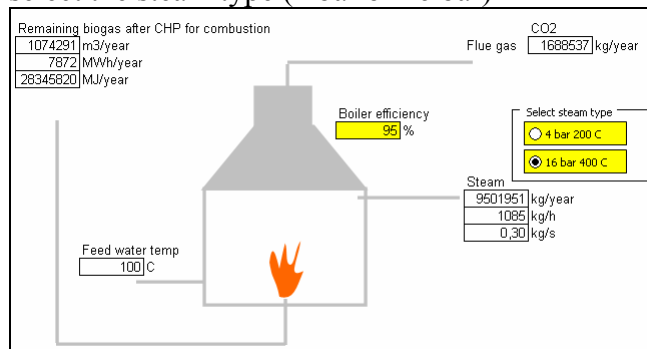 Remaining biogas after CHP for combustion
1074291 m3/year
7872 MWh/year
28345820 MJ/year
CO2
Flue gas 1688537 kg/year
Boiler efficiency
95 %
Select steam type
4 bar 200 C
16 bar 400 C
Steam
9501951 kg/year
1085 kg/h
0,30 kg/s
Feed water temp
100 C